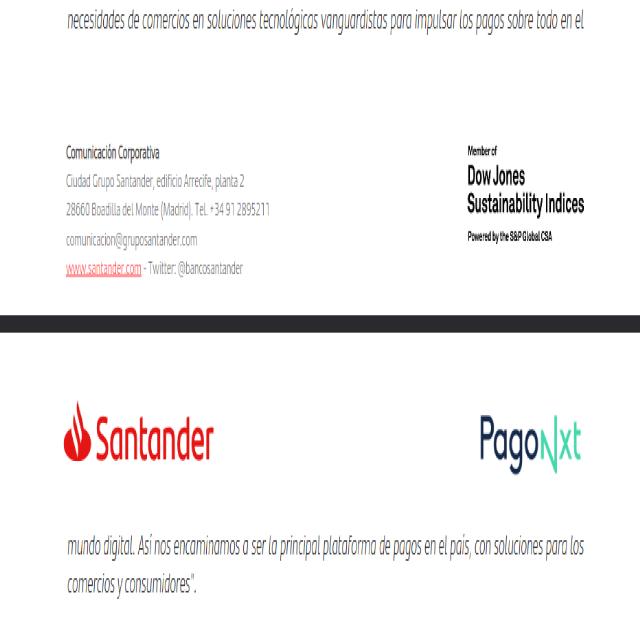 necesidades de comercios en soluciones tecnológicas vanguardistas para impulsar los pagos sobre todo en el
Comunicación Corporativa
Ciudad Grupo Santander, edificio Arrecife, planta 2
28660 Boadilla del Monte (Madrid). Tel. +34 91 2895211
comunicacion@gruposantander.com
www.santander.com - Twitter: @bancosantander
Member of
Dow Jones
Sustainability Indices
Powered by the S&P Global CSA
Santander
PagoNxt
mundo digital. Así nos encaminamos a ser la principal plataforma de pagos en el país, con soluciones para los
comercios y consumidores".